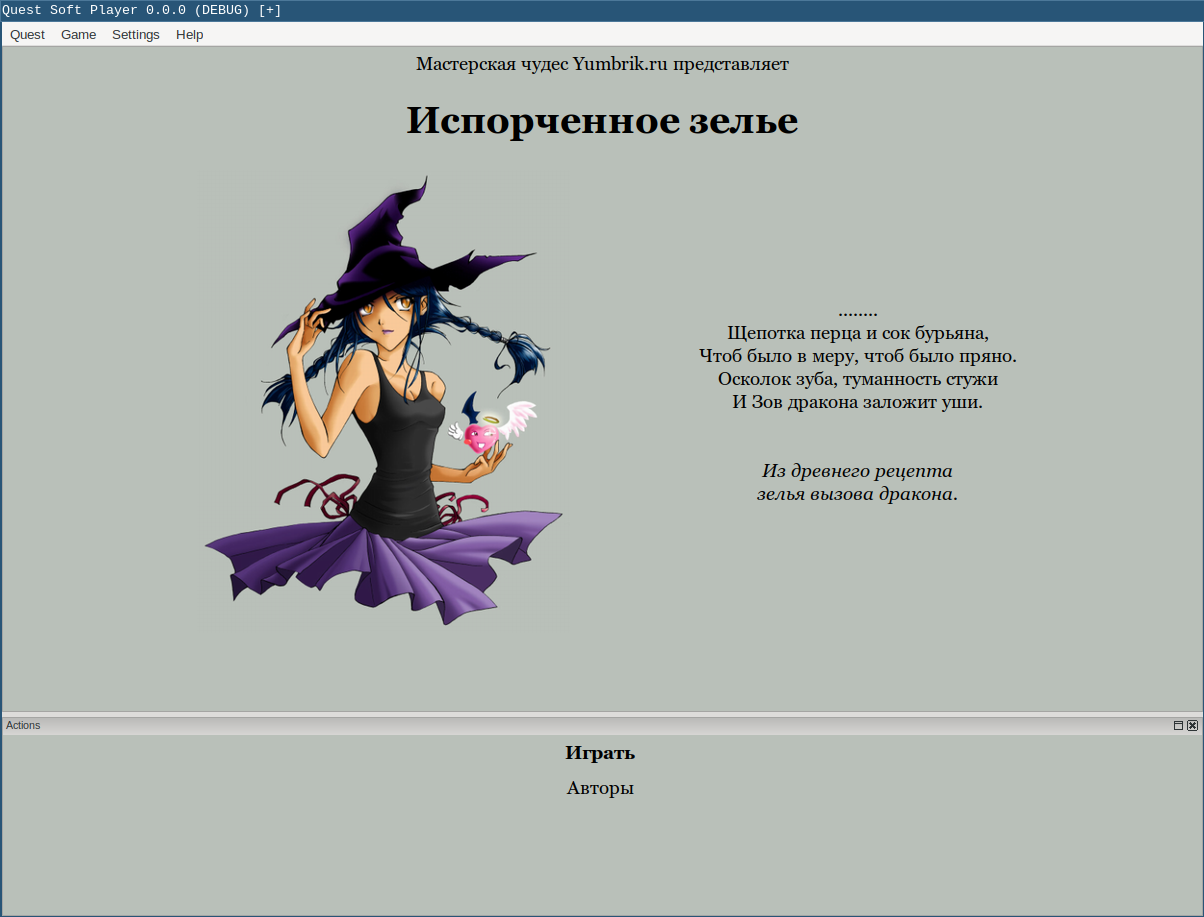 Quest Soft Player 0.0.0 (DEBUG) [+]
Quest Game Settings Help
Мастерская чудес Yumbrik.ru представляет
Испорченное зелье
........
Щепотка перца и сок бурьяна,
Чтоб было в меру, чтоб было пряно.
Осколок зуба, туманность стужи
И Зов дракона заложит уши.
Из древнего рецепта
зелья вызова дракона.
Actions
Играть
Авторы